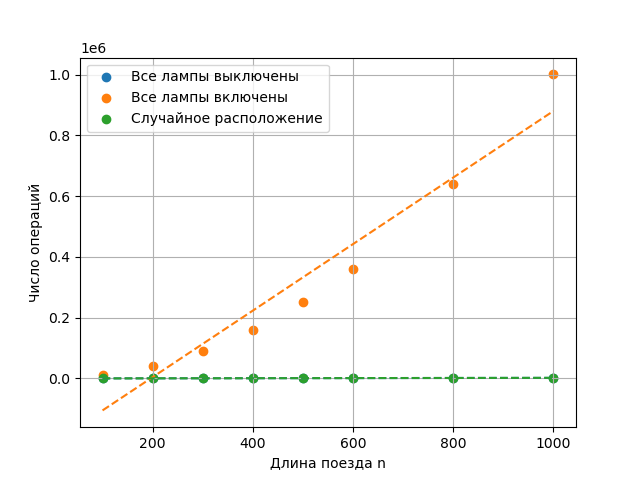 1e6
Все лампы выключены
Все лампы включены
Случайное расположение
1.0
0.8
0.6
0.4
0.2
0.0
Число операций
200 400 600 800 1000
Длина поезда n